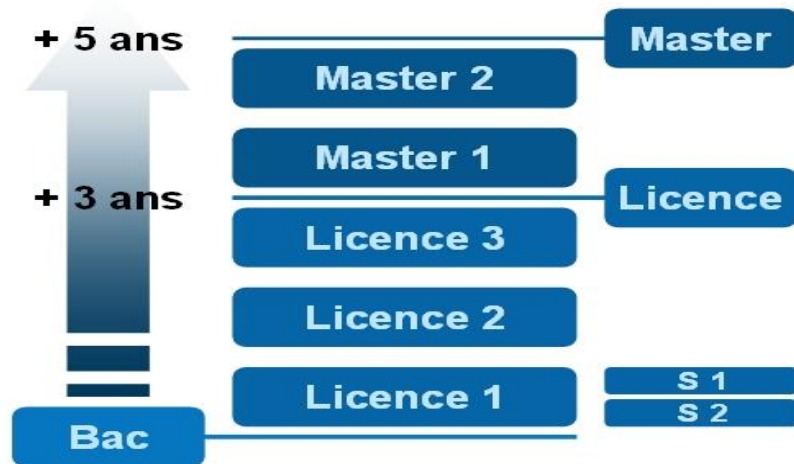 + 5 ans
Master
Master 2
Master 1
+ 3 ans
Licence
Licence 3
Licence 2
Licence 1
S 1
S 2
Bac